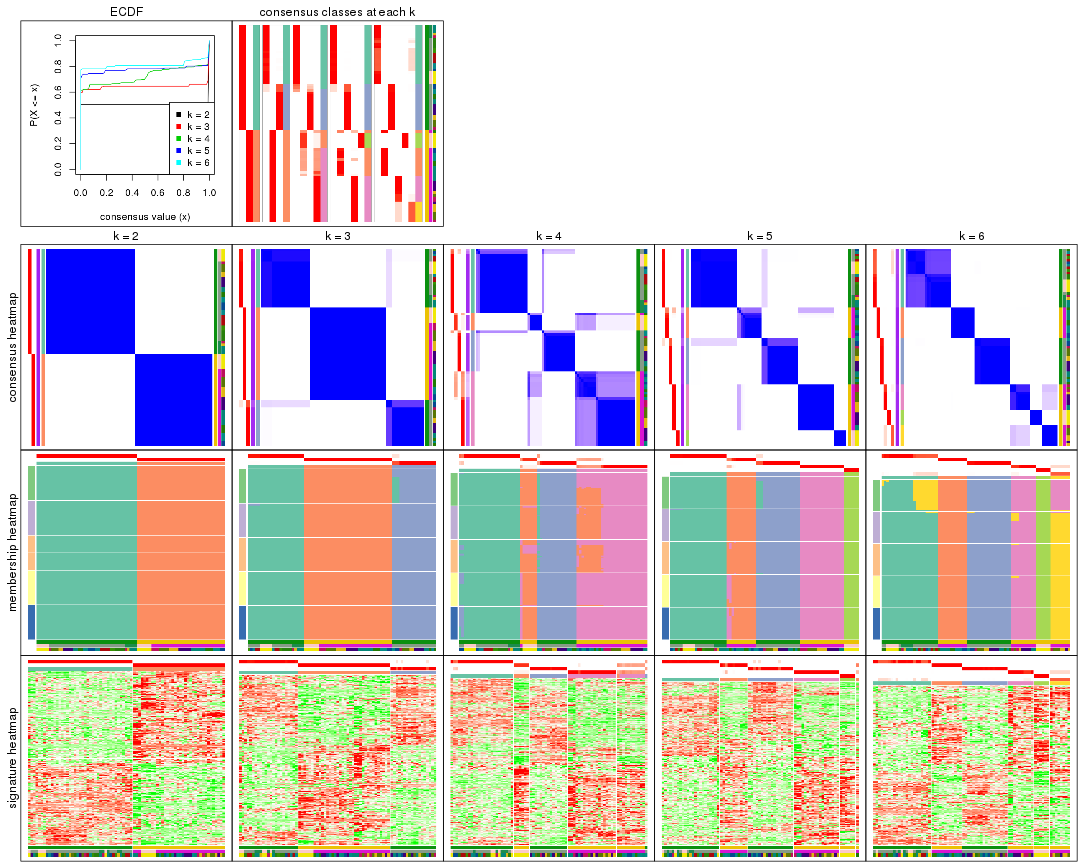 ECDF
consensus classes at each k
P(X <= x)
0.0 0.2 0.4 0.6 0.8 1.0
k = 2
k = 3
k = 4
k = 5
k = 6
0.0 0.2 0.4 0.6 0.8 1.0
consensus value (x)
k = 2
k = 3
k = 4
k = 5
k = 6
consensus heatmap
membership heatmap
signature heatmap